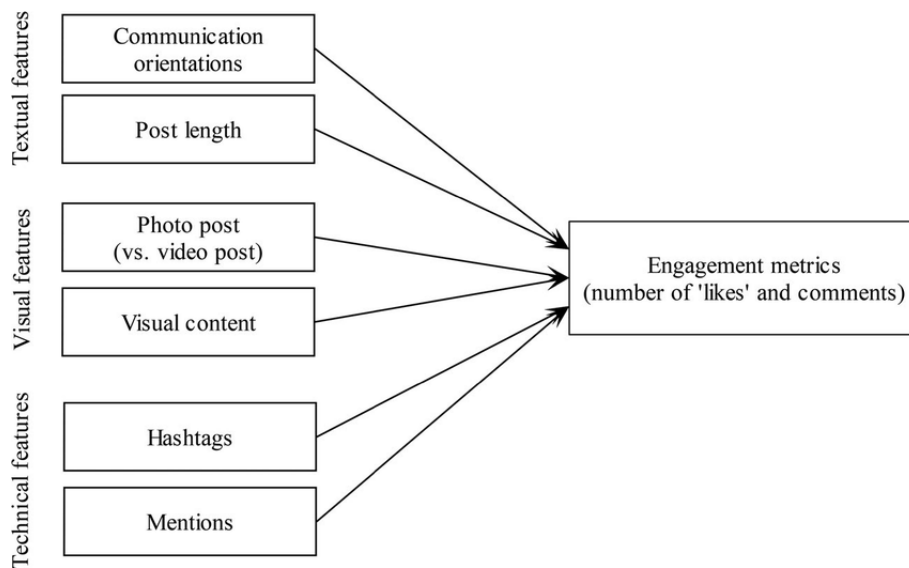 Textual features
Communication
orientations
Post length
Visual features
Photo post
(vs. video post)
Visual content
Technical features
Hashtags
Mentions
Engagement metrics
(number of 'likes' and comments)